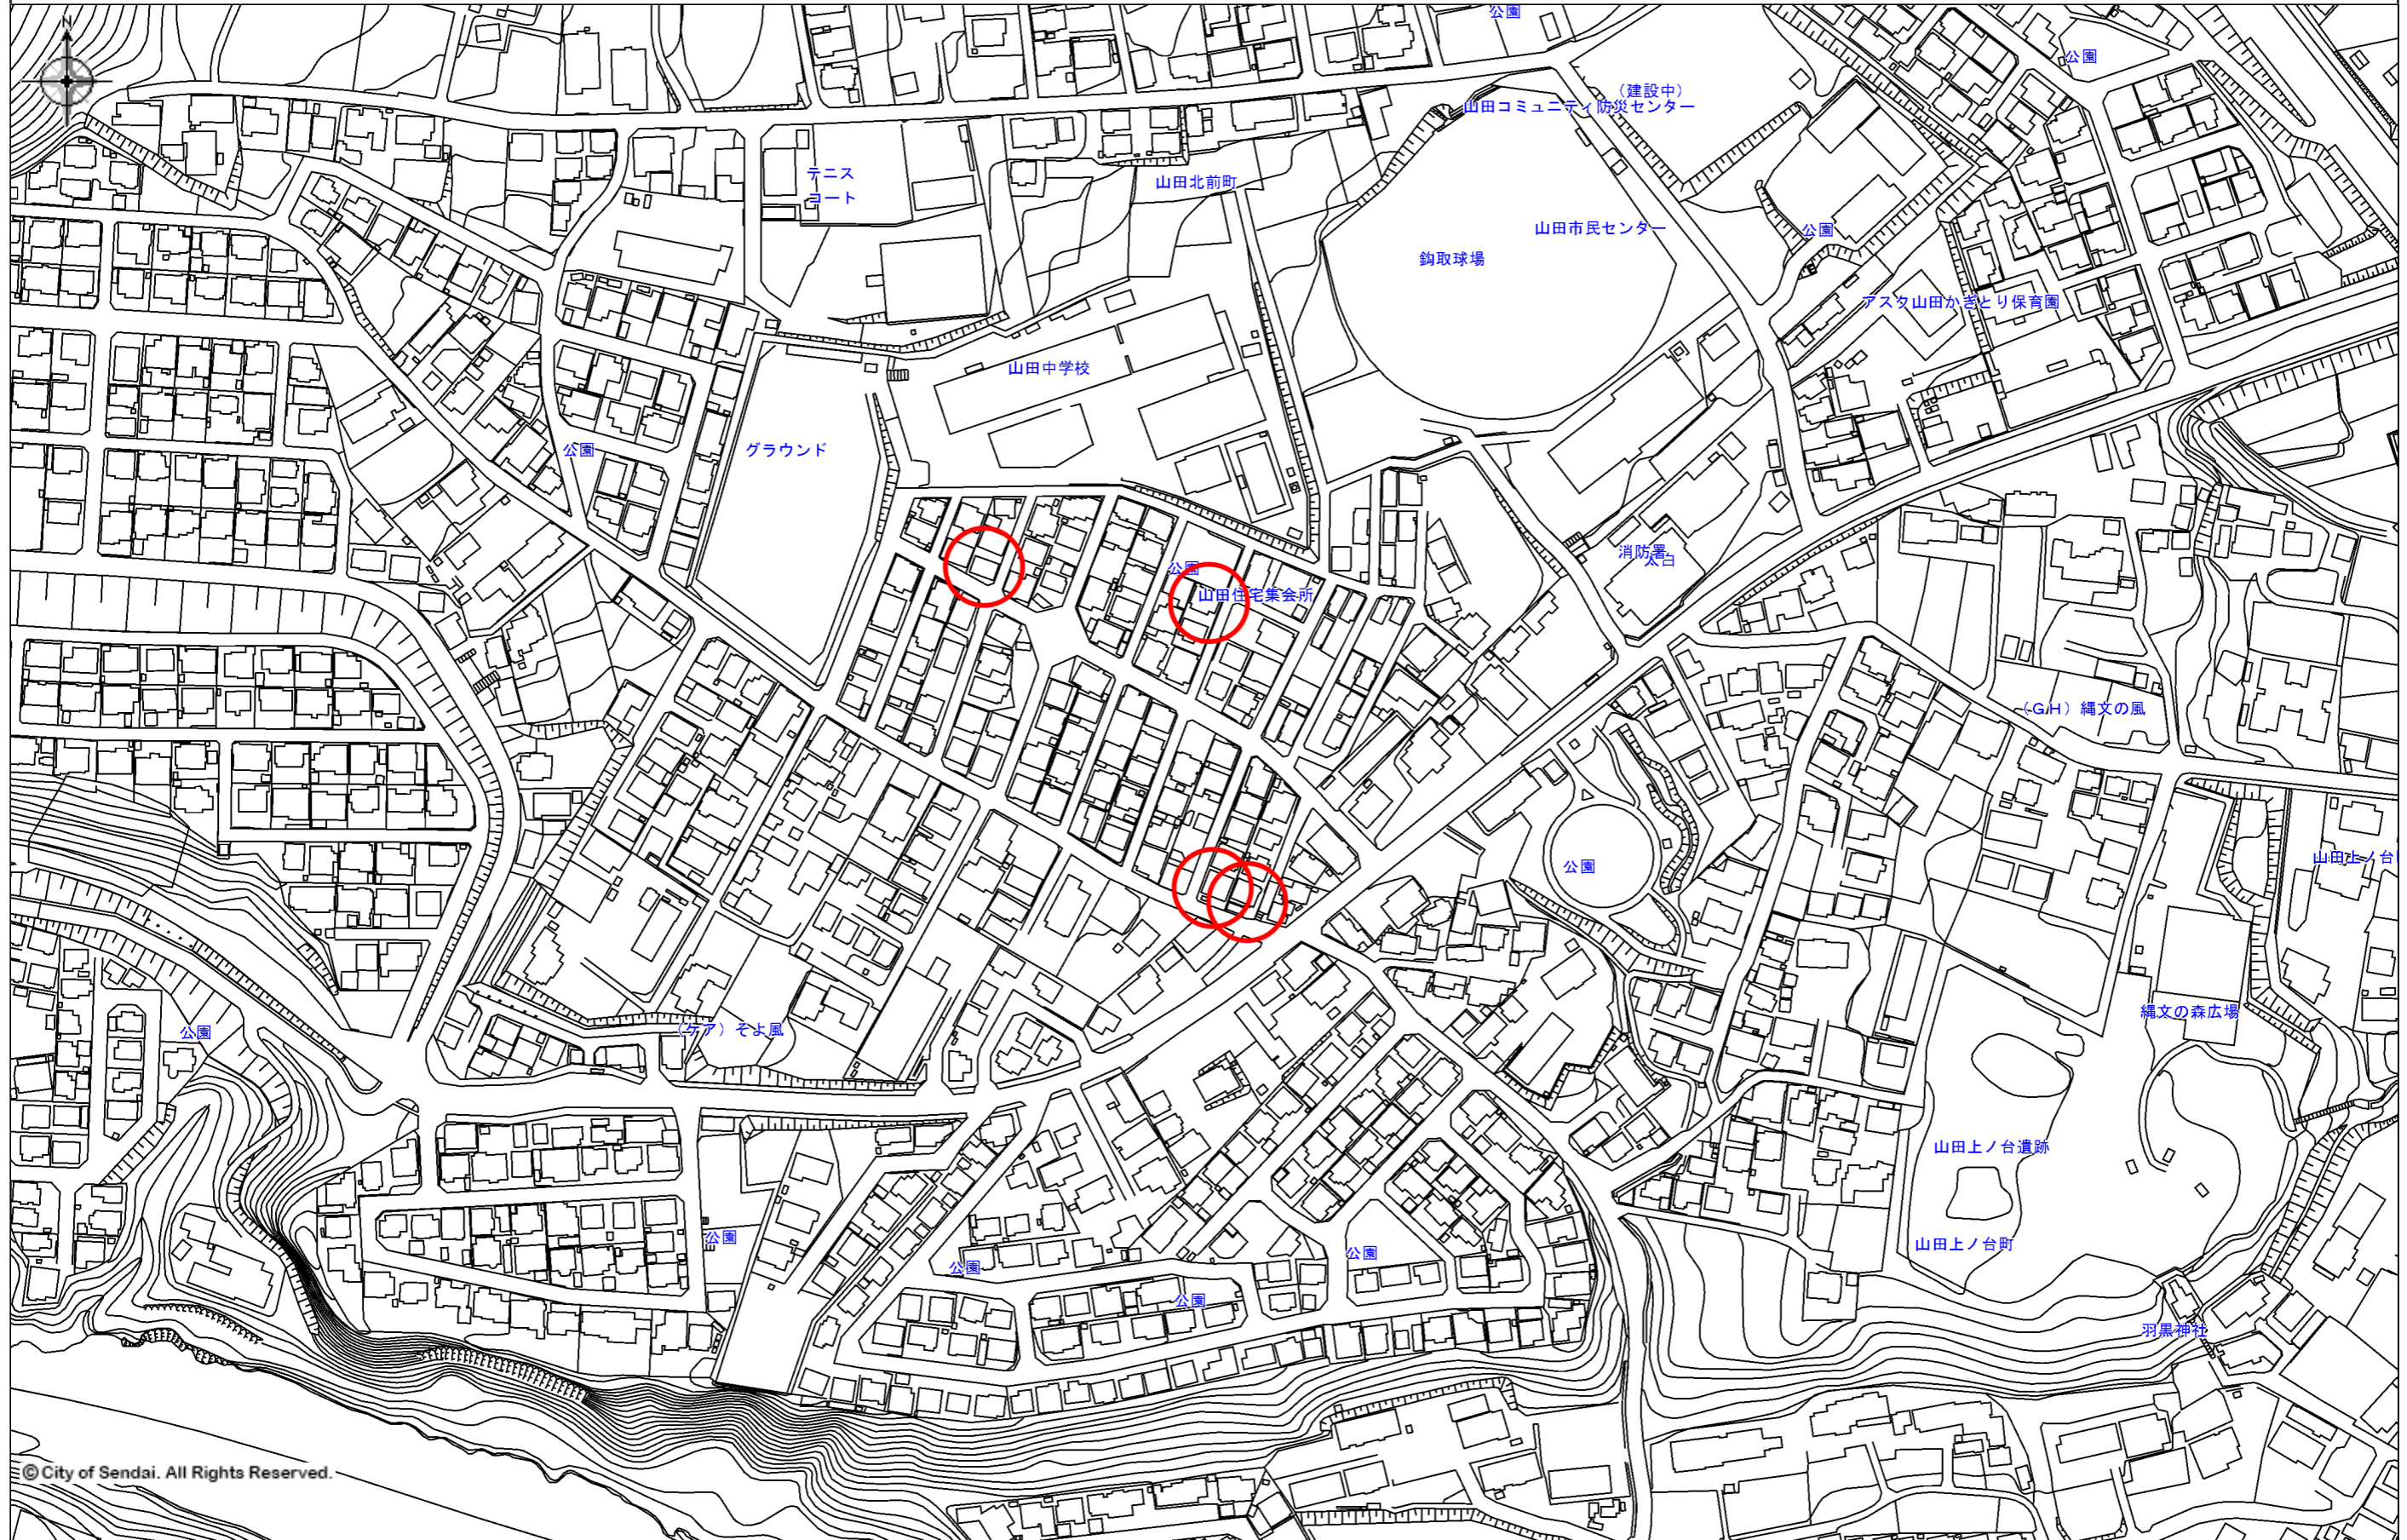 公園
N
公園
(建設中)
山田コミュニティ防災センター
テニス
コート
山田北前町
山田市民センター
公園
鈎取球場
アスタ山田かぎとり保育園
山田中学校
グラウンド
公園
消防署
太白
公園
山田住宅集会所
(GH)縄文の風
山田上ノ台
公園
縄文の森広場
(ケア)そよ風
公園
山田上ノ台遺跡
公園
山田上ノ台町
公園
公園
公園
羽黒神社
©City of Sendai. All Rights Reserved.